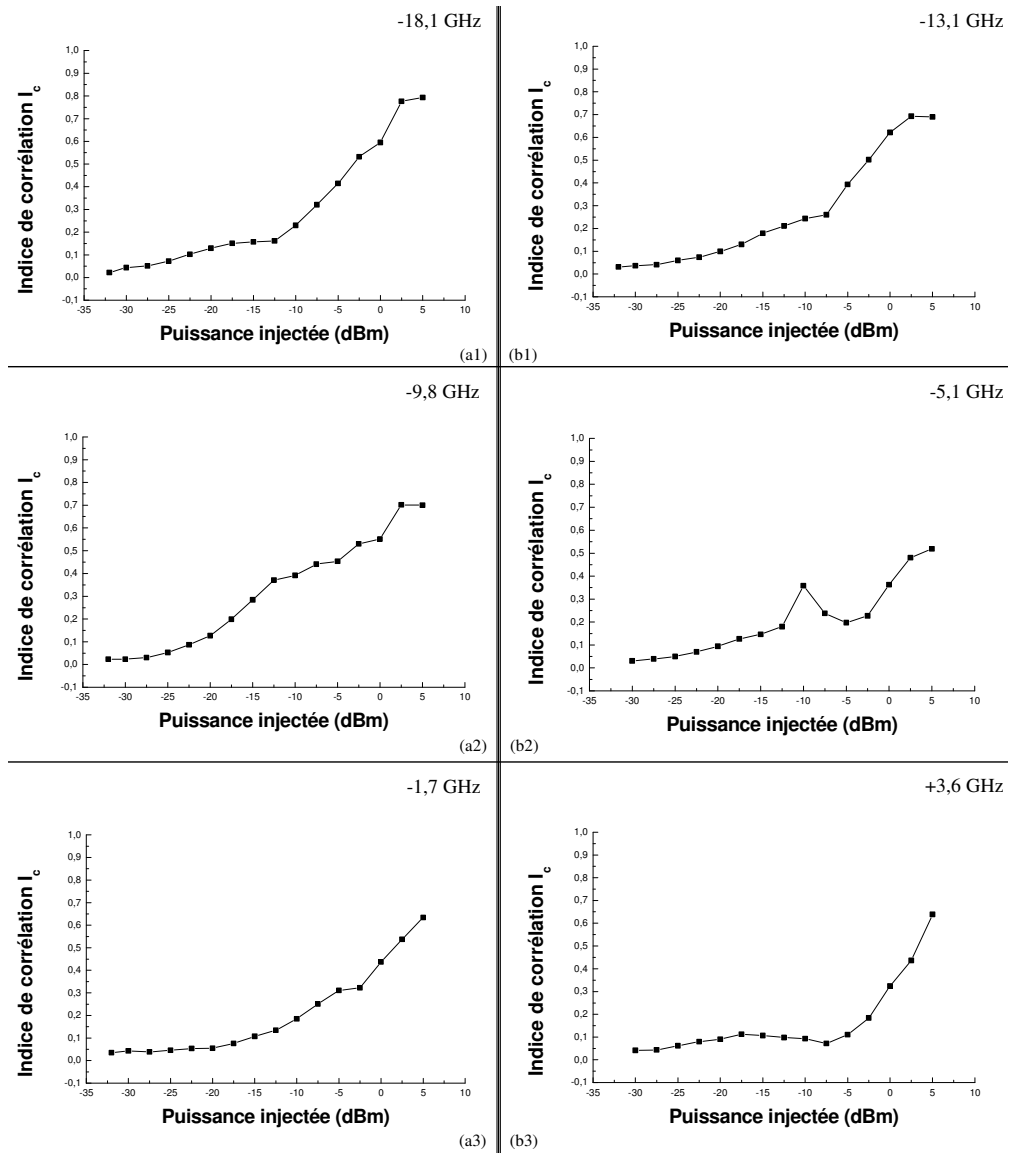 -18,1 GHz
1,0
0,9
0,8
0,7
0,6
0,5
0,4
0,3
0,2
0,1
0,0
-0,1
-35 -30 -25 -20 -15 -10 -5 0 5 10
Indice de corrélation Ic
Puissance injectée (dBm)
(a1)
-13,1 GHz
1,0
0,9
0,8
0,7
0,6
0,5
0,4
0,3
0,2
0,1
0,0
-0,1
-35 -30 -25 -20 -15 -10 -5 0 5 10
Indice de corrélation Ic
Puissance injectée (dBm)
(b1)
-9,8 GHz
1,0
0,9
0,8
0,7
0,6
0,5
0,4
0,3
0,2
0,1
0,0
-0,1
-35 -30 -25 -20 -15 -10 -5 0 5 10
Indice de corrélation Ic
Puissance injectée (dBm)
(a2)
-5,1 GHz
1,0
0,9
0,8
0,7
0,6
0,5
0,4
0,3
0,2
0,1
0,0
-0,1
-35 -30 -25 -20 -15 -10 -5 0 5 10
Indice de corrélation Ic
Puissance injectée (dBm)
(b2)
-1,7 GHz
1,0
0,9
0,8
0,7
0,6
0,5
0,4
0,3
0,2
0,1
0,0
-0,1
-35 -30 -25 -20 -15 -10 -5 0 5 10
Indice de corrélation Ic
Puissance injectée (dBm)
(a3)
+3,6 GHz
1,0
0,9
0,8
0,7
0,6
0,5
0,4
0,3
0,2
0,1
0,0
-0,1
-35 -30 -25 -20 -15 -10 -5 0 5 10
Indice de corrélation Ic
Puissance injectée (dBm)
(b3)